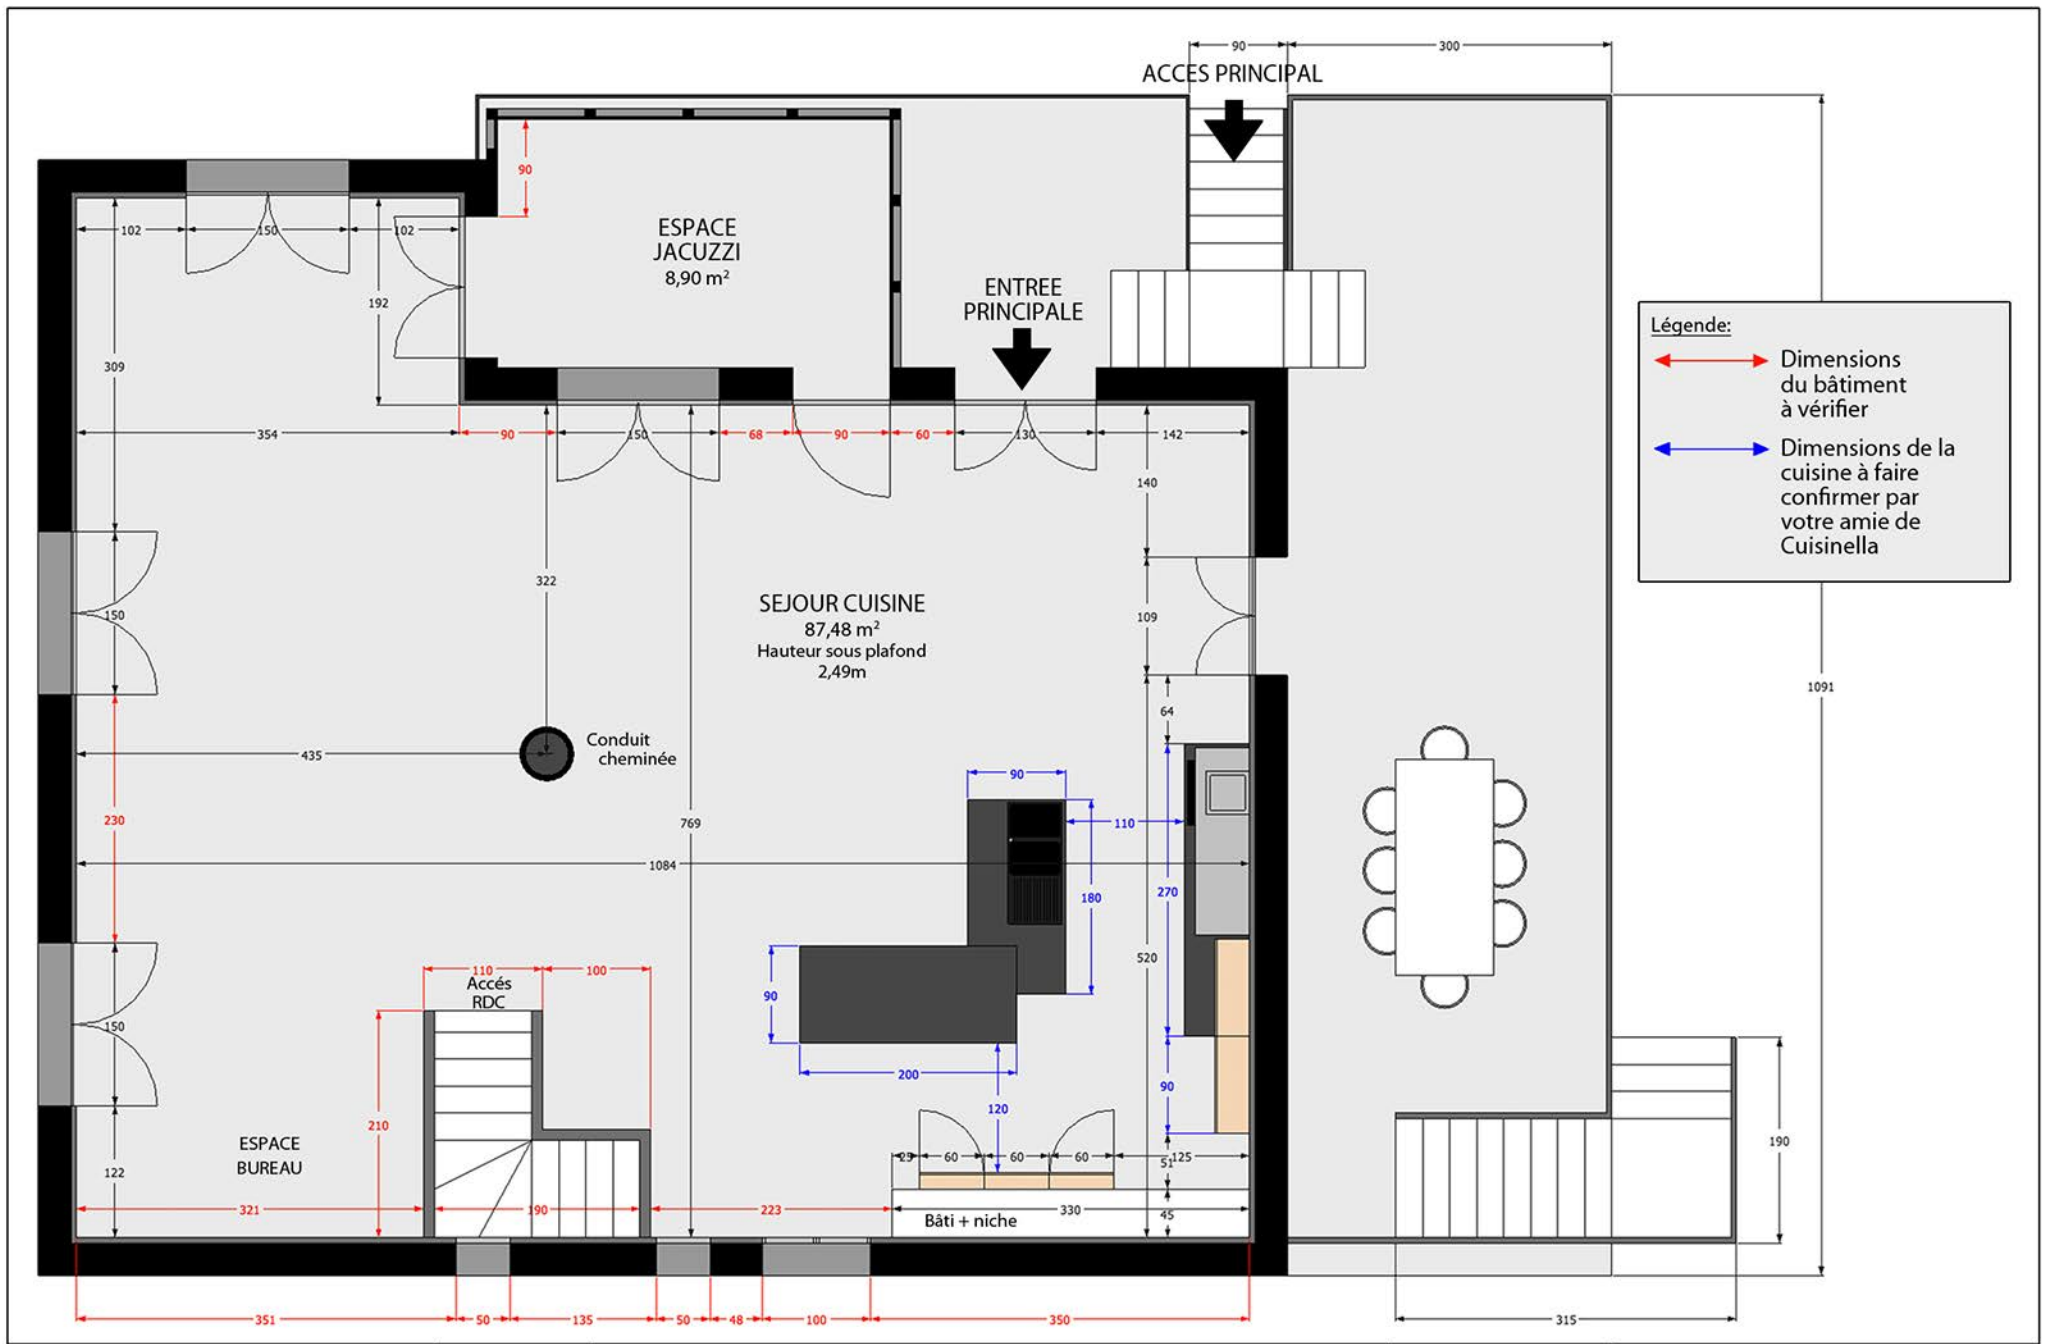 90
300
ACCES PRINCIPAL
90
ESPACE
JACUZZI
8,90 m²
ENTREE
PRINCIPALE
102
150
102
192
309
Légende:
Dimensions
du bâtiment
à vérifier
Dimensions de la
cuisine à faire
confirmer par
votre amie de
Cuisinella
354
90
150
68
90
60
130
142
140
322
150
109
SEJOUR CUISINE
87,48 m²
Hauteur sous plafond
2,49m
1091
64
Conduit
cheminée
435
90
110
230
769
1084
180
270
520
110
100
Accés
RDC
90
150
200
90
120
210
ESPACE
BUREAU
122
25
60
60
60
125
51
190
321
190
223
330
45
Bâti + niche
351
50
135
50
48
100
350
315